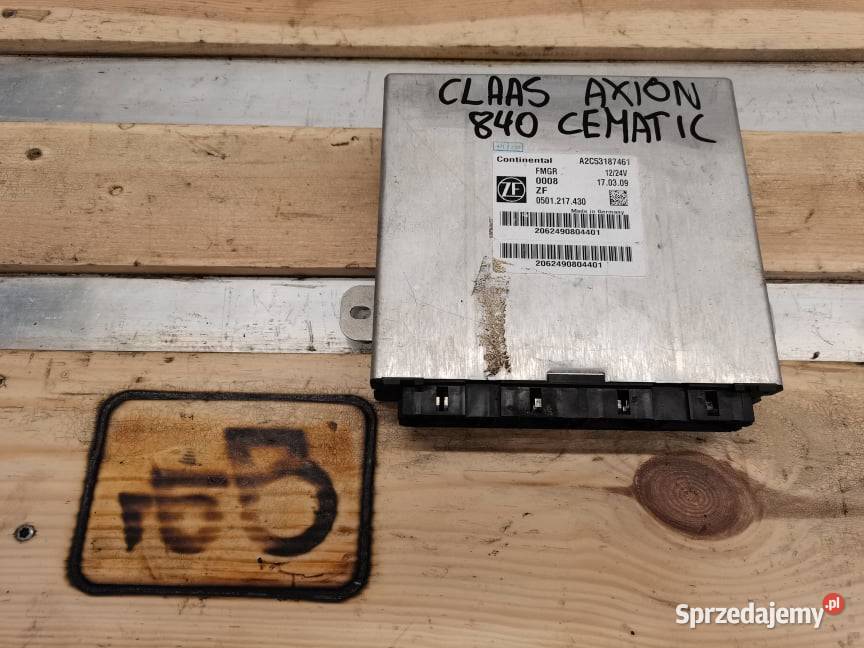 CLAAS AXION
840 CEMATIC
Continental A2C53187461
FMGR 12/24V
0008 17.03.09
ZF ZF
0501.217.430
Made in Germany
2062490804401
2062490804401
Sprzedajemy.pl